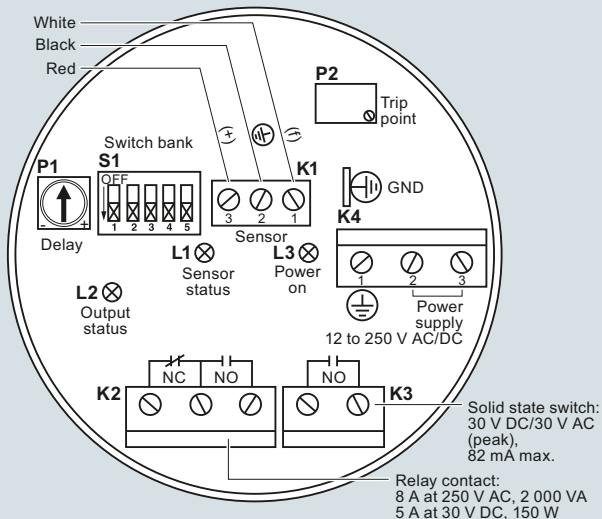 White
Black
Red
P2
Trip
point
(+)
(f)
Switch bank
S1
OFF
1 2 3 4 5
P1
- +
Delay
K1
3 2 1
Sensor
GND
K4
1 2 3
Power
supply
12 to 250 V AC/DC
L1
Sensor
status
L3
Power
on
L2
Output
status
K2
NC
NO
NO
K3
Solid state switch:
30 V DC/30 V AC
(peak),
82 mA max.
Relay contact:
8 A at 250 V AC, 2 000 VA
5 A at 30 V DC, 150 W